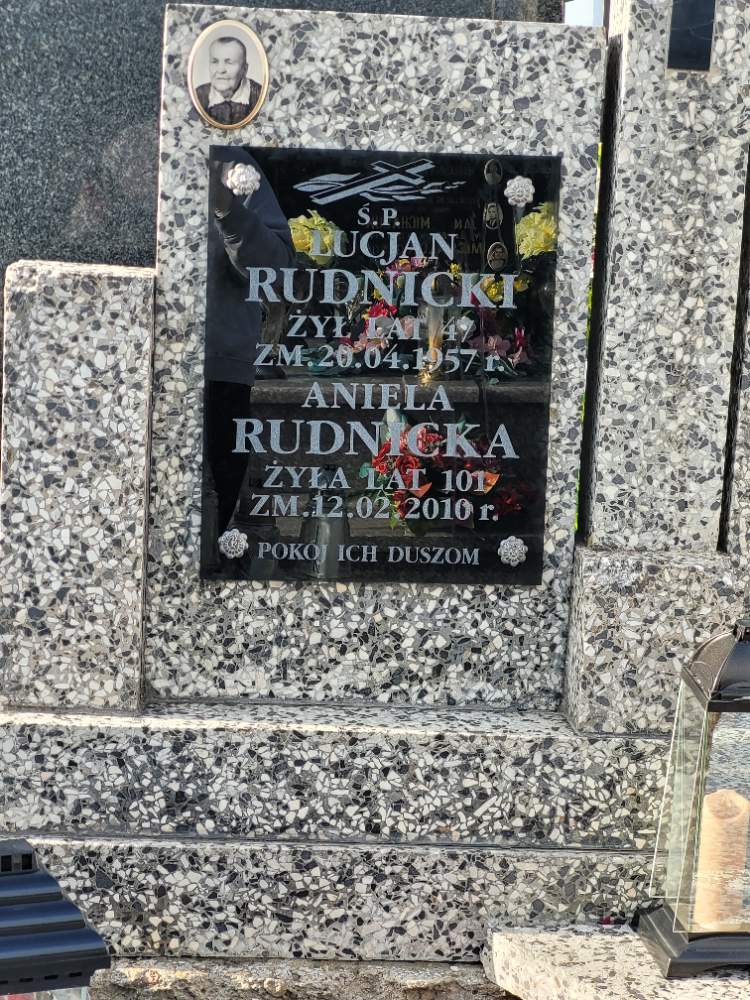 Ś.P.
LUCJAN
RUDNICKI
ŻYŁ LAT 47
ZM.20.04.1957 r.
ANIELA
RUDNICKA
ŻYŁA LAT 101
ZM.12.02.2010 r.
POKÓJ ICH DUSZOM